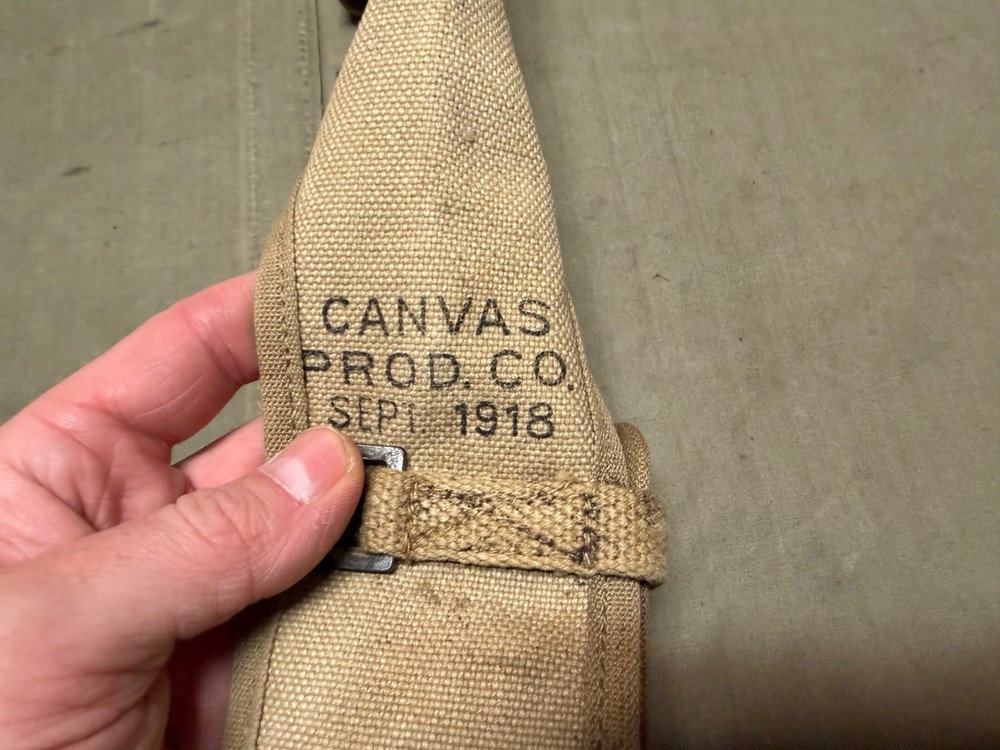 CANVAS
PROD. CO.
SEPT. 1918